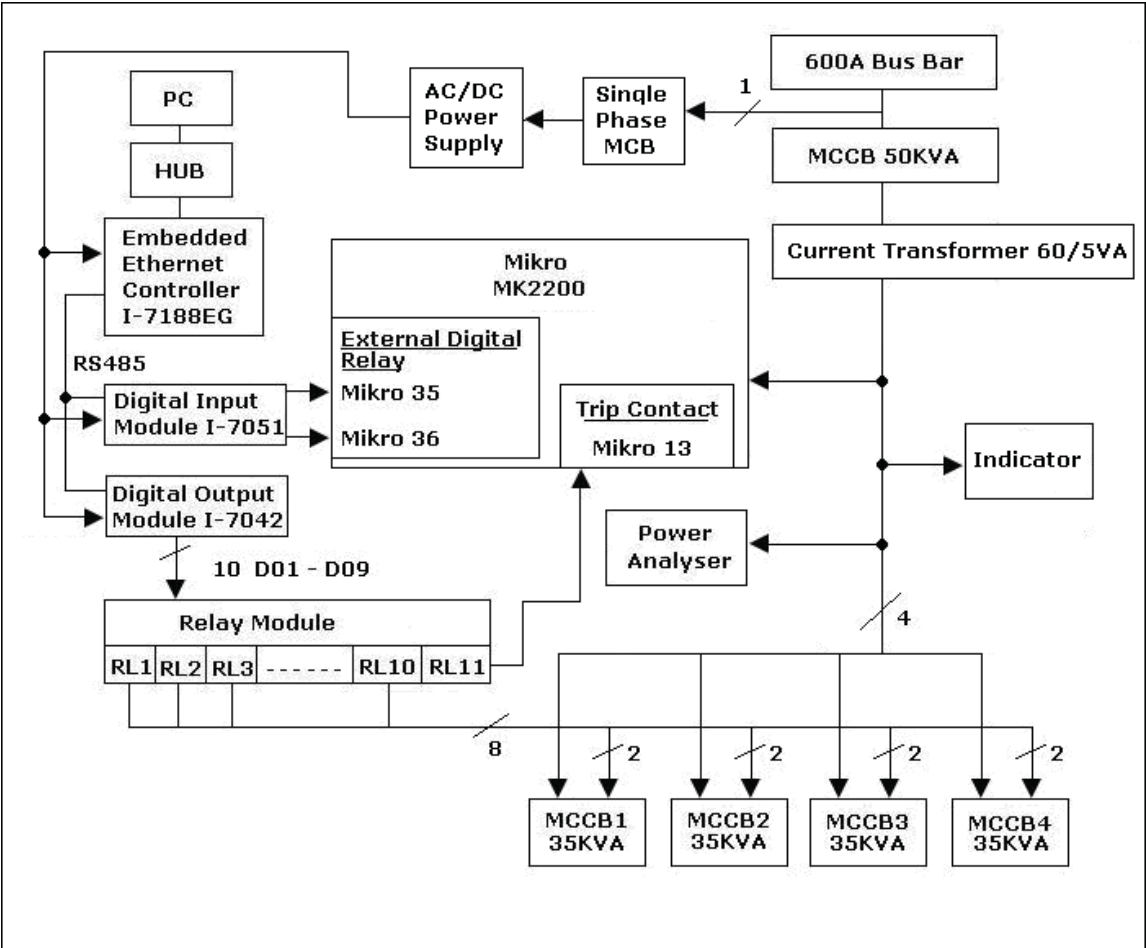 600A Bus Bar
AC/DC
Power
Supply
Single
Phase
MCB
1
PC
MCCB 50KVA
HUB
Embedded
Ethernet
Controller
I-7188EG
Current Transformer 60/5VA
Mikro
MK2200
External Digital
Relay
Mikro 35
Mikro 36
RS485
Digital Input
Module I-7051
Trip Contact
Mikro 13
Indicator
Digital Output
Module I-7042
Power
Analyser
10 D01 - D09
4
Relay Module
RL1
RL2
RL3
------
RL10
RL11
8
2
2
2
2
MCCB1
35KVA
MCCB2
35KVA
MCCB3
35KVA
MCCB4
35KVA